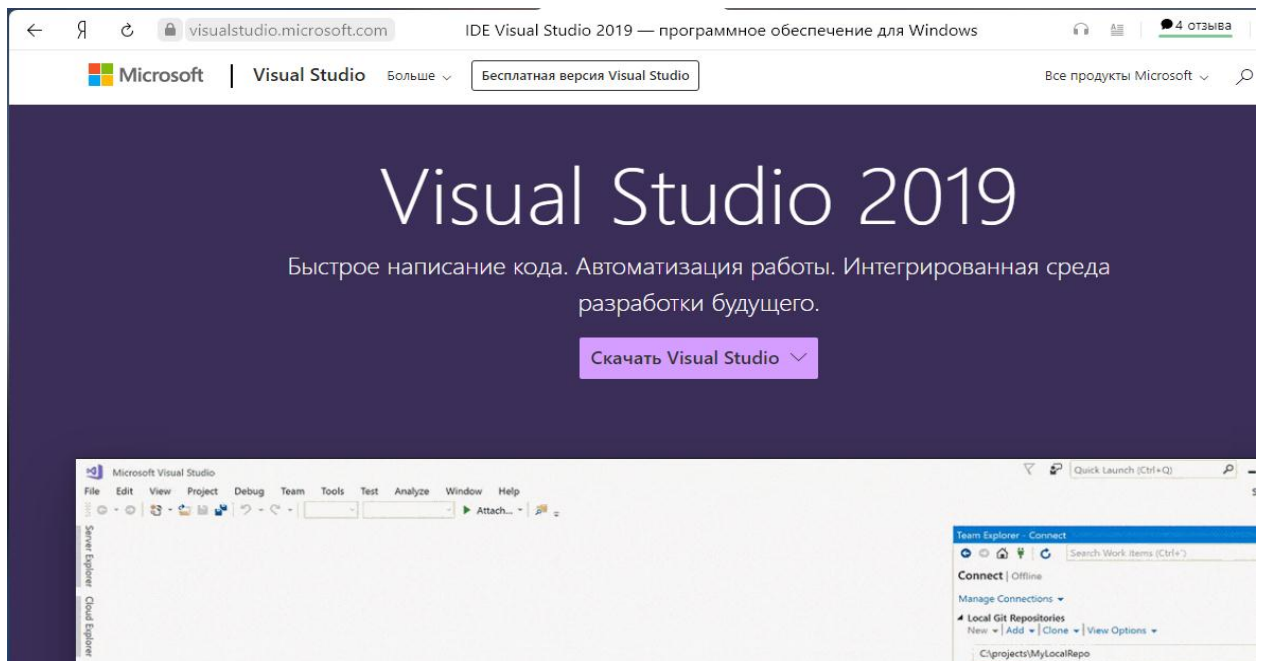 Я visualstudio.microsoft.com IDE Visual Studio 2019 — программное обеспечение для Windows 4 отзыва
Microsoft Visual Studio Больше Бесплатная версия Visual Studio Все продукты Microsoft
Visual Studio 2019
Быстрое написание кода. Автоматизация работы. Интегрированная среда
разработки будущего.
Скачать Visual Studio
Microsoft Visual Studio Quick Launch (Ctrl+Q)
File Edit View Project Debug Team Tools Test Analyze Window Help
Attach...
Server Explorer
Cloud Explorer
Team Explorer - Connect
Search Work Items (Ctrl+')
Connect | Offline
Manage Connections
Local Git Repositories
New Add Clone View Options
C:\projects\MyLocalRepo